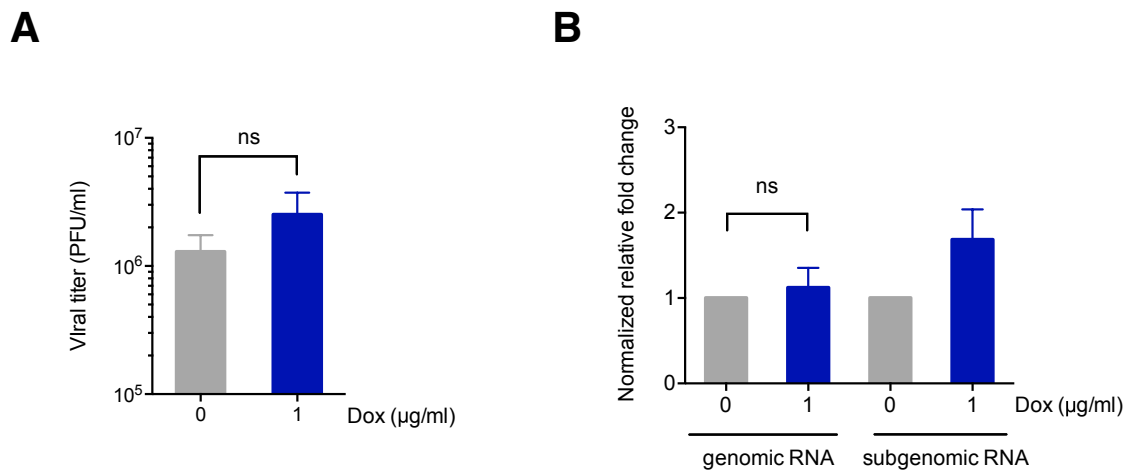 A
B
VIral titer (PFU/ml)
10⁷
10⁶
10⁵
ns
0
1
Dox (µg/ml)
Normalized relative fold change
3
2
1
0
ns
0
1
0
1
Dox (µg/ml)
genomic RNA
subgenomic RNA